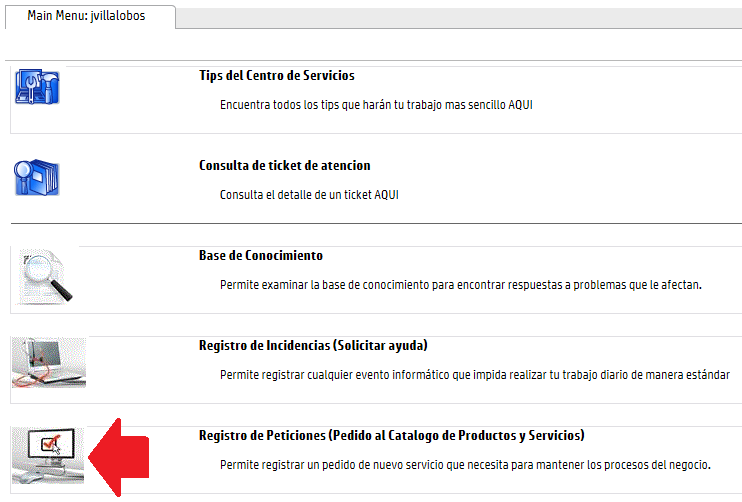 Main Menu: jvillalobos
Tips del Centro de Servicios
Encuentra todos los tips que harán tu trabajo mas sencillo AQUI
Consulta de ticket de atencion
Consulta el detalle de un ticket AQUI
Base de Conocimiento
Permite examinar la base de conocimiento para encontrar respuestas a problemas que le afectan.
Registro de Incidencias (Solicitar ayuda)
Permite registrar cualquier evento informático que impida realizar tu trabajo diario de manera estándar
Registro de Peticiones (Pedido al Catalogo de Productos y Servicios)
Permite registrar un pedido de nuevo servicio que necesita para mantener los procesos del negocio.